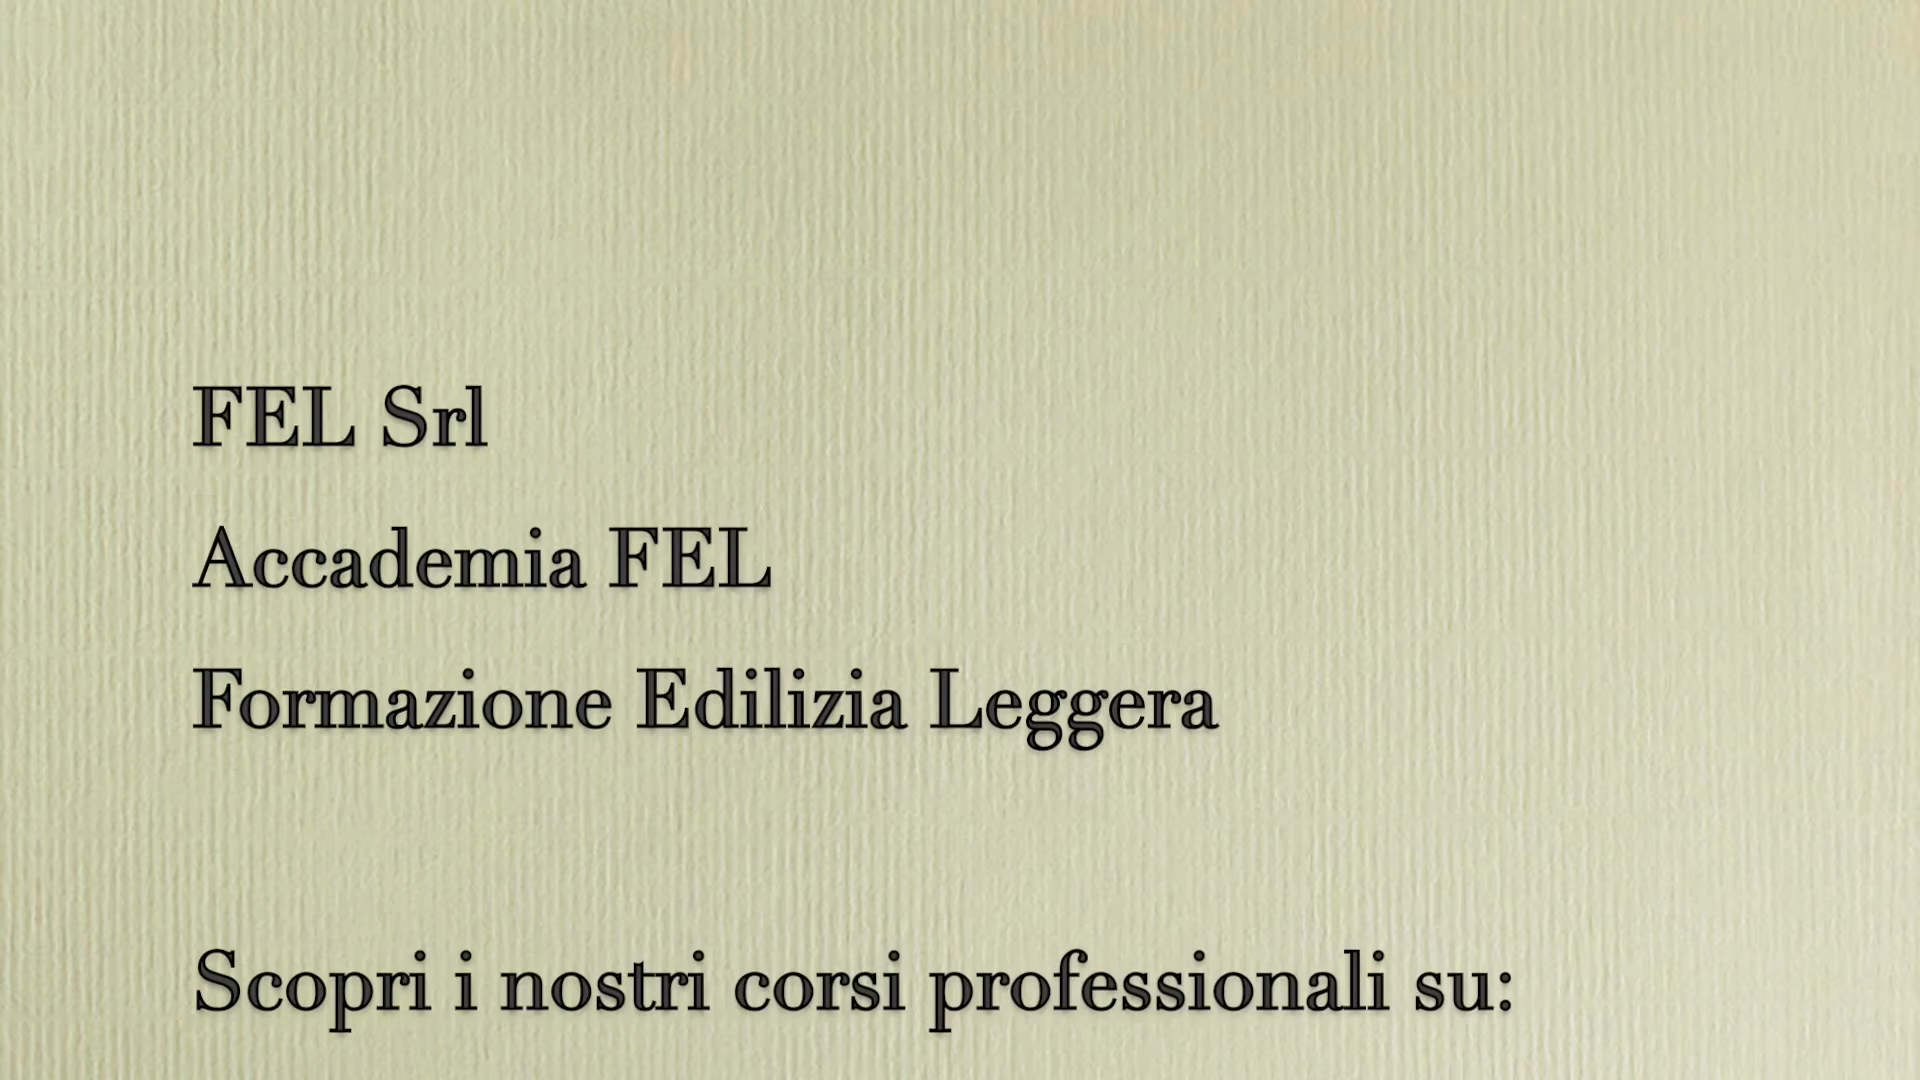 FEL Srl
Accademia FEL
Formazione Edilizia Leggera
Scopri i nostri corsi professionali su: